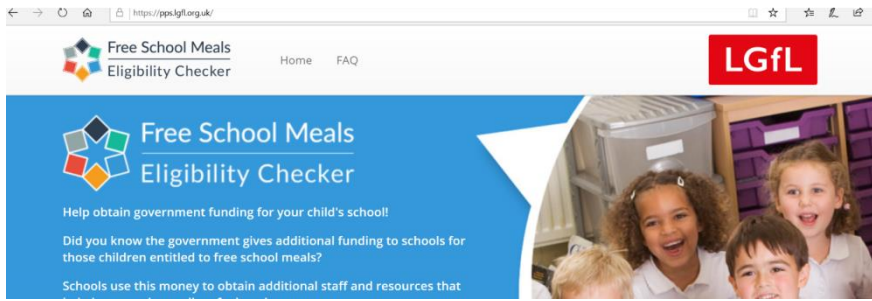 https://pps.lgfl.org.uk/
Free School Meals
Eligibility Checker
Home
FAQ
LGfL
Free School Meals
Eligibility Checker
Help obtain government funding for your child's school!
Did you know the government gives additional funding to schools for
those children entitled to free school meals?
Schools use this money to obtain additional staff and resources that